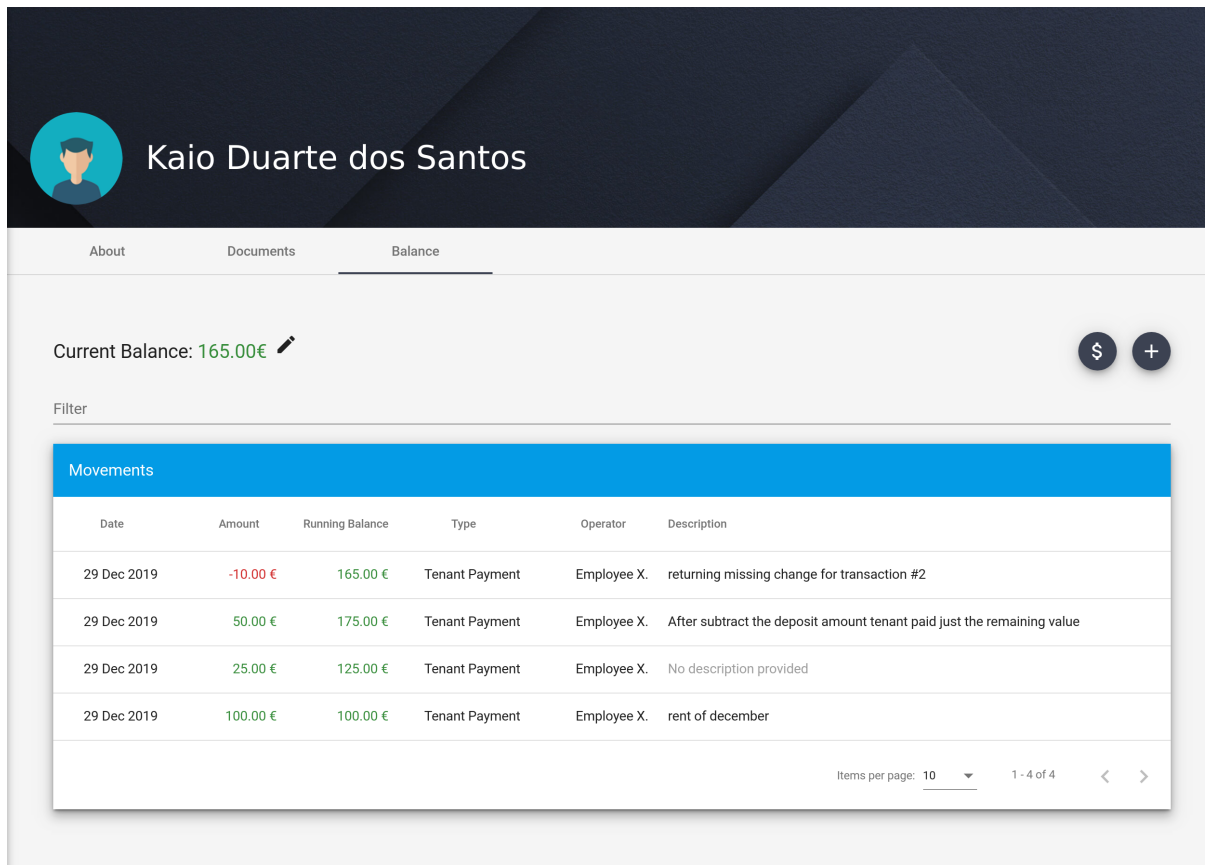 Kaio Duarte dos Santos
About Documents Balance
Current Balance: 165.00€
$ +
Filter
Movements
Date Amount Running Balance Type Operator Description
29 Dec 2019 -10.00 € 165.00 € Tenant Payment Employee X. returning missing change for transaction #2
29 Dec 2019 50.00 € 175.00 € Tenant Payment Employee X. After subtract the deposit amount tenant paid just the remaining value
29 Dec 2019 25.00 € 125.00 € Tenant Payment Employee X. No description provided
29 Dec 2019 100.00 € 100.00 € Tenant Payment Employee X. rent of december
Items per page: 10 1 - 4 of 4